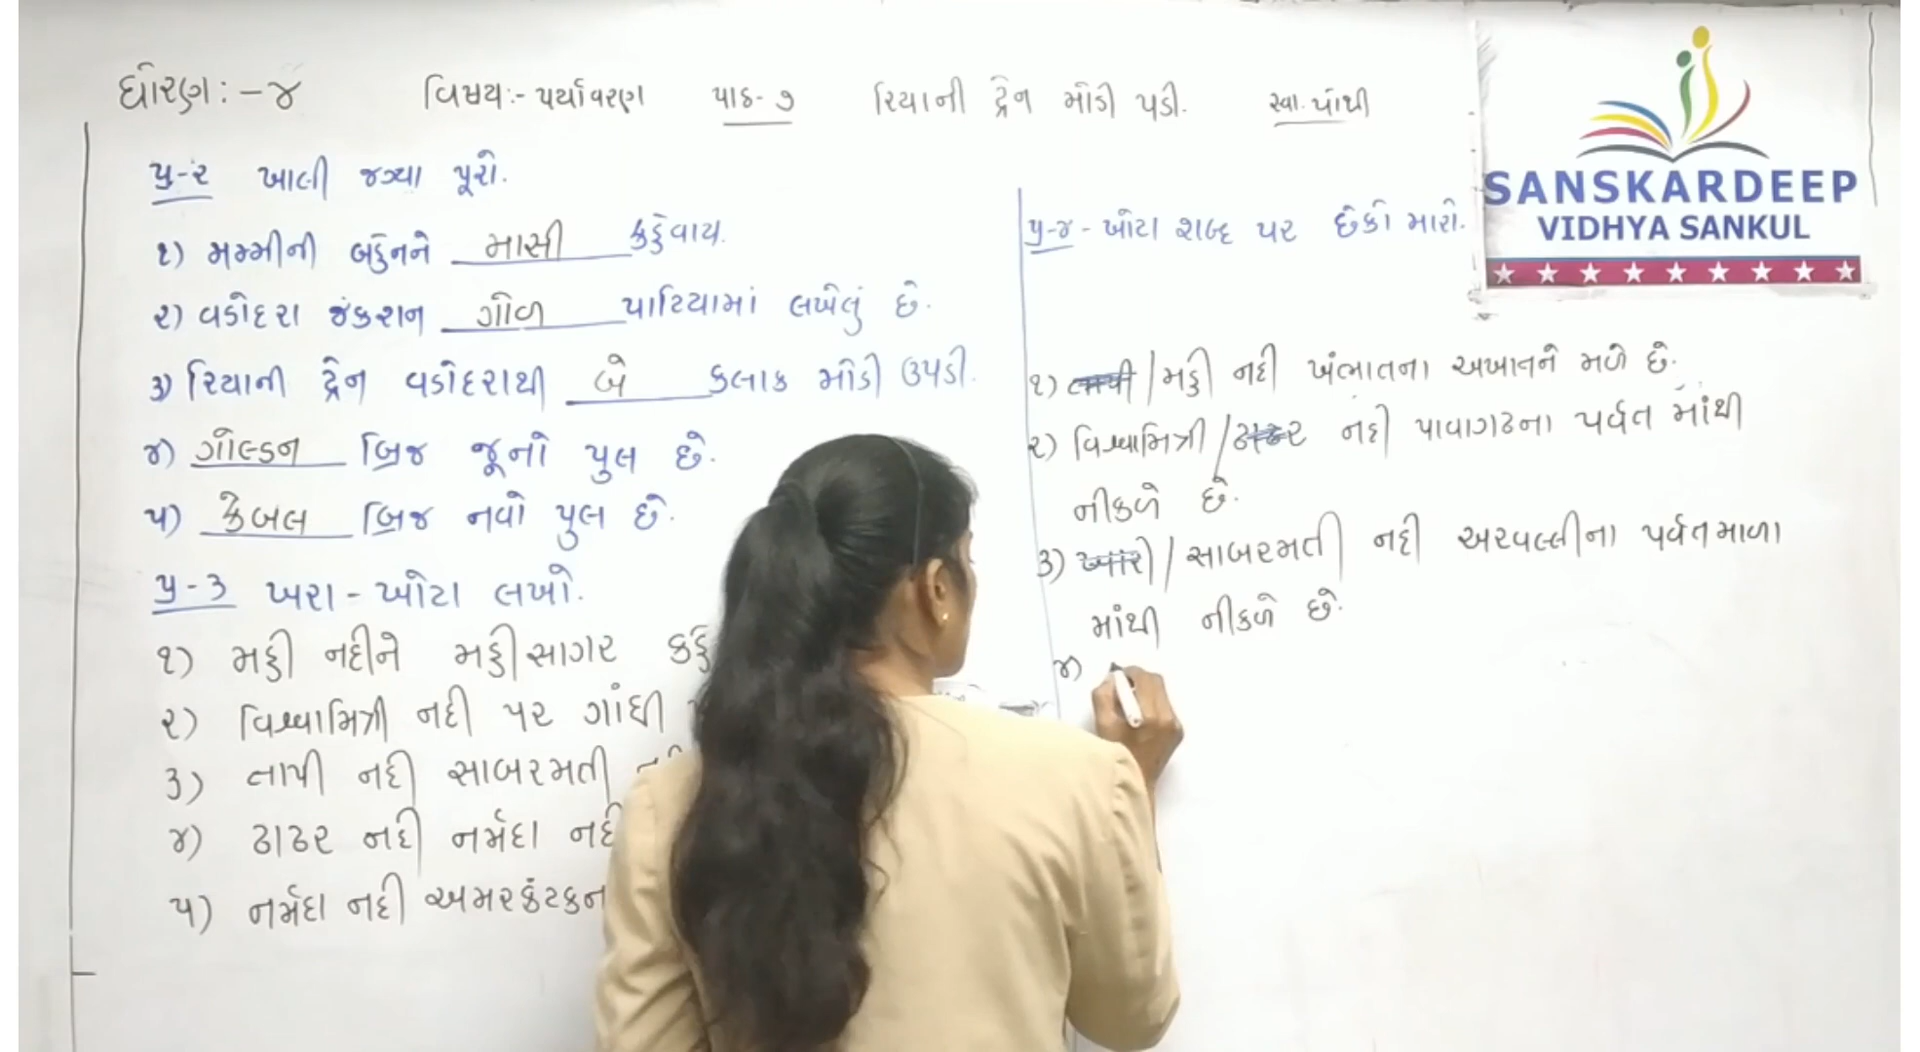 ધોરણ:-૪ વિષય:- પર્યાવરણ પાઠ- ૭ રિયાની ટ્રેન મોડી પડી. સ્વા. પોથી
પ્ર-૨ ખાલી જગ્યા પૂરો.
૧) મમ્મીની બહેનને માસી કહેવાય.
૨) વડોદરા જંકશન ગોળ પાટિયામાં લખેલું છે.
૩) રિયાની ટ્રેન વડોદરાથી બે કલાક મોડી ઉપડી.
૪) ગોલ્ડન બ્રિજ જૂનો પુલ છે.
૫) કેબલ બ્રિજ નવો પુલ છે.
પ્ર-૩ ખરા-ખોટા લખો.
૧) મહી નદીને મહીસાગર
૨) વિશ્વામિત્રી નદી પર ગાંધી
૩) તાપી નદી સાબરમતી
૪) ઢાઢર નદી નર્મદા
૫) નર્મદા નદી અમરકંટકન
પ્ર-૪- ખોટા શબ્દ પર છેકો મારો.
૧) તાપી/મહી નદી ખંભાતના અખાતને મળે છે.
૨) વિશ્વામિત્રી/ઢાઢર નદી પાવાગઢના પર્વત માંથી
નીકળે છે.
૩) /સાબરમતી નદી અરવલ્લીના પર્વતમાળા
માંથી નીકળે છે.
૪)
SANSKARDEEP
VIDHYA SANKUL